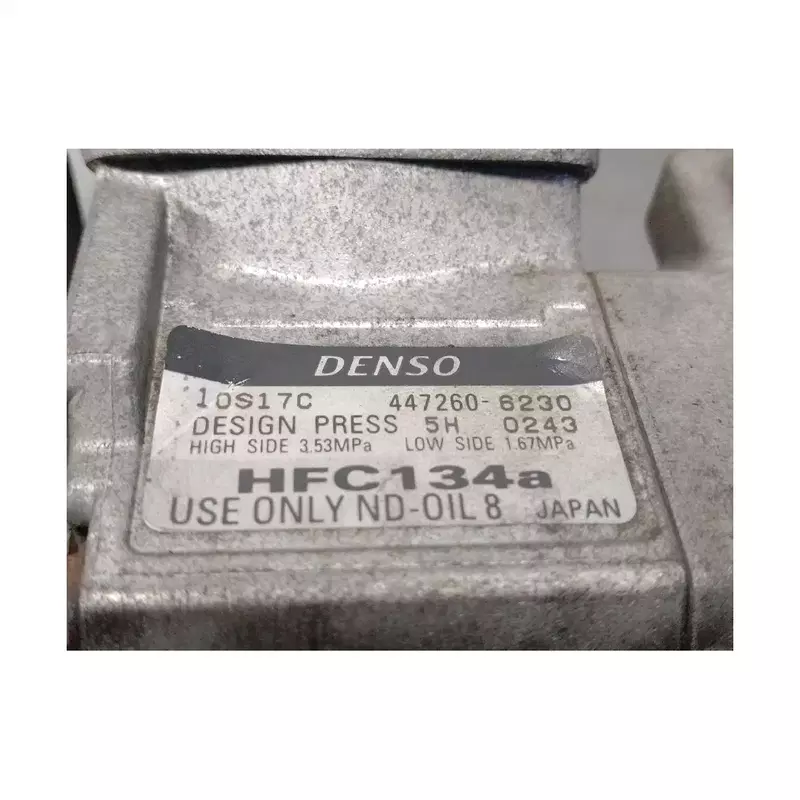 DENSO
10S17C 447260-6230
DESIGN PRESS 5H 0243
HIGH SIDE 3.53MPa LOW SIDE 1.67MPa
HFC134a
USE ONLY ND-OIL 8 JAPAN